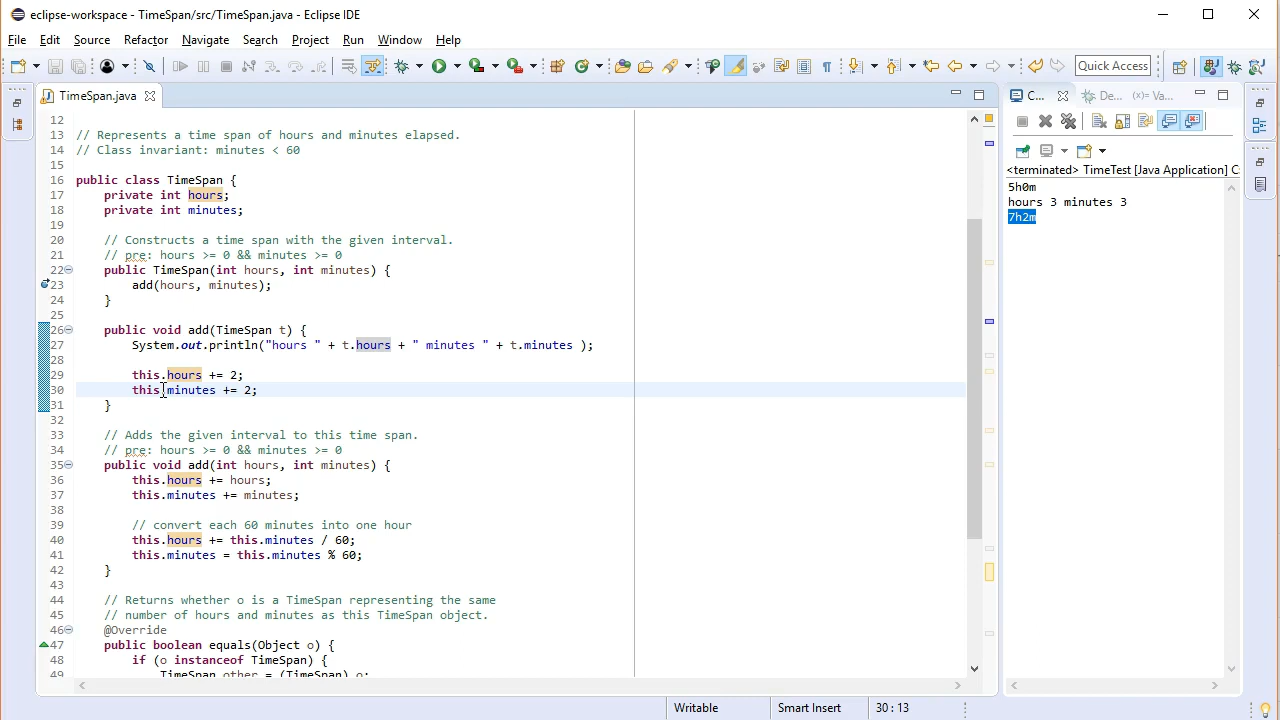 eclipse-workspace - TimeSpan/src/TimeSpan.java - Eclipse IDE
File Edit Source Refactor Navigate Search Project Run Window Help
Quick Access
TimeSpan.java
12
13 // Represents a time span of hours and minutes elapsed.
14 // Class invariant: minutes < 60
15
16 public class TimeSpan {
17 private int hours;
18 private int minutes;
19
20 // Constructs a time span with the given interval.
21 // pre: hours >= 0 && minutes >= 0
22 public TimeSpan(int hours, int minutes) {
23 add(hours, minutes);
24 }
25
26 public void add(TimeSpan t) {
27 System.out.println("hours " + t.hours + " minutes " + t.minutes );
28
29 this.hours += 2;
30 this.minutes += 2;
31 }
32
33 // Adds the given interval to this time span.
34 // pre: hours >= 0 && minutes >= 0
35 public void add(int hours, int minutes) {
36 this.hours += hours;
37 this.minutes += minutes;
38
39 // convert each 60 minutes into one hour
40 this.hours += this.minutes / 60;
41 this.minutes = this.minutes % 60;
42 }
43
44 // Returns whether o is a TimeSpan representing the same
45 // number of hours and minutes as this TimeSpan object.
46 @Override
47 public boolean equals(Object o) {
48 if (o instanceof TimeSpan) {
49 TimeSpan other = (TimeSpan) o;
C... De... (x)= Va...
<terminated> TimeTest [Java Application] C
5h0m
hours 3 minutes 3
7h2m
Writable Smart Insert 30 : 13